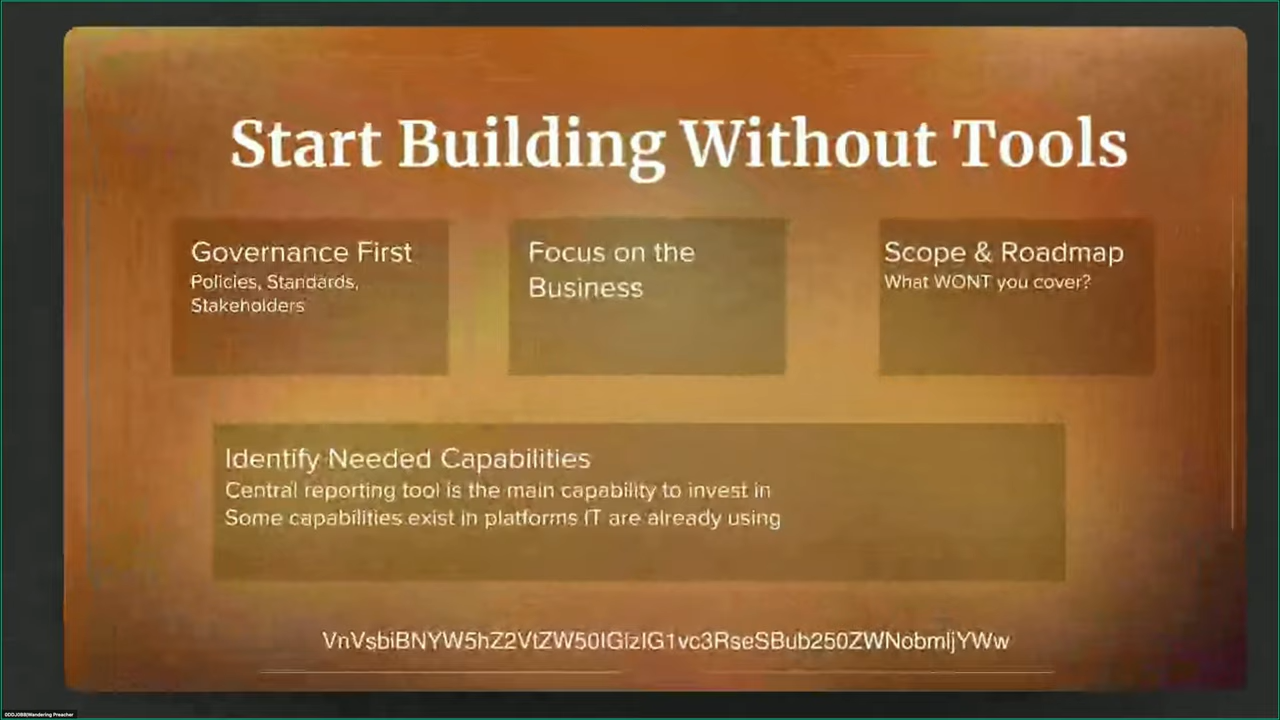 Start Building Without Tools
Governance First
Policies, Standards,
Stakeholders
Focus on the
Business
Scope & Roadmap
What WONT you cover?
Identify Needed Capabilities
Central reporting tool is the main capability to invest in
Some capabilities exist in platforms IT are already using
VnVsbiBNYW5hZ2VtZW50IGlzIG1vc3RseSBub250ZWNobmljYWw